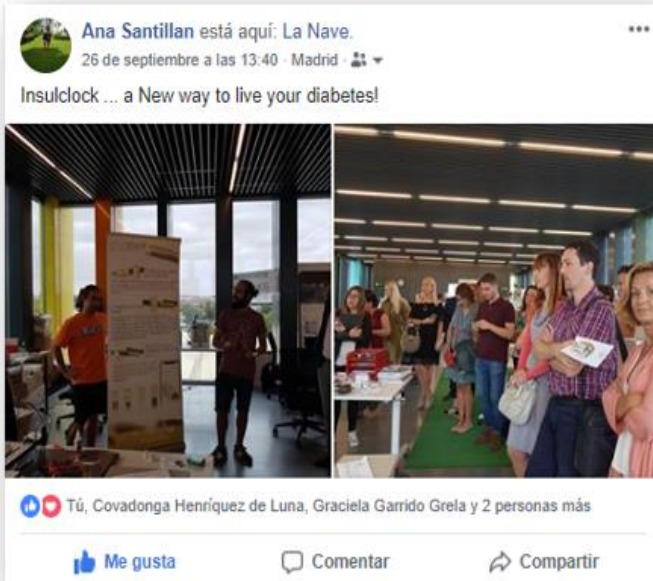 Ana Santillan está aquí: La Nave.
26 de septiembre a las 13:40 · Madrid ·
Insulclock ... a New way to live your diabetes!
Tú, Covadonga Henríquez de Luna, Graciela Garrido Grela y 2 personas más
Me gusta Comentar Compartir